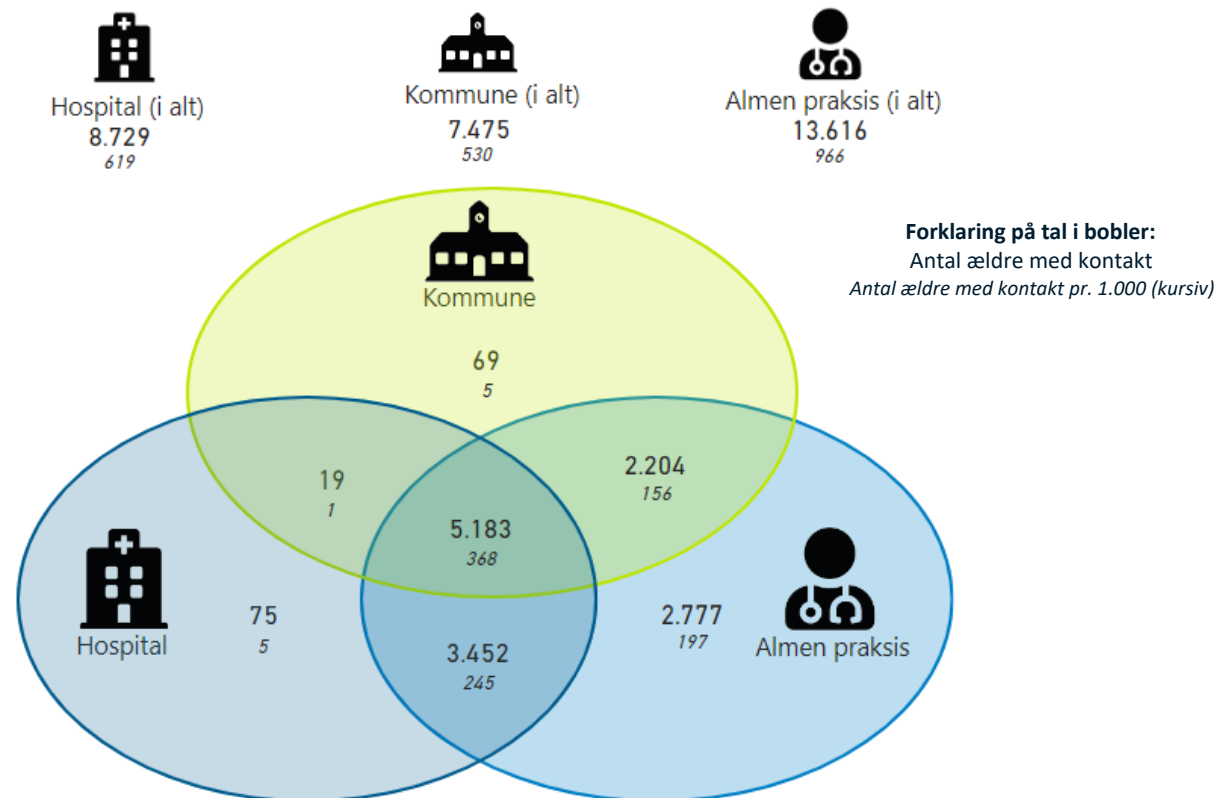 Hospital (i alt)
8.729
619
Kommune (i alt)
7.475
530
Almen praksis (i alt)
13.616
966
Forklaring på tal i bobler:
Antal ældre med kontakt
Antal ældre med kontakt pr. 1.000 (kursiv)
Kommune
69
5
19
1
2.204
156
5.183
368
Hospital
75
5
3.452
245
2.777
197
Almen praksis